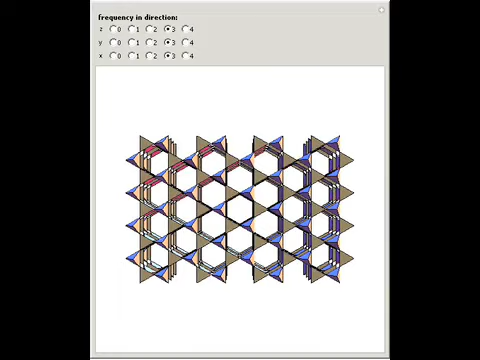 frequency in direction:
z 0 1 2 3 4
y 0 1 2 3 4
x 0 1 2 3 4